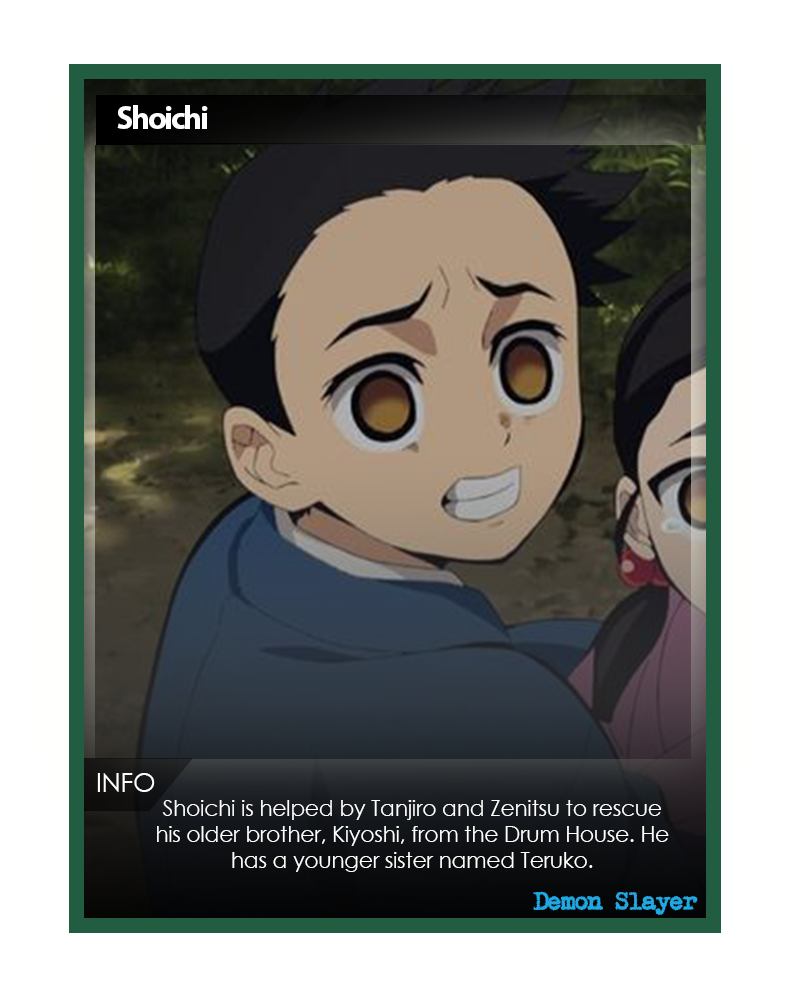 Shoichi
INFO
Shoichi is helped by Tanjiro and Zenitsu to rescue
his older brother, Kiyoshi, from the Drum House. He
has a younger sister named Teruko.
Demon Slayer